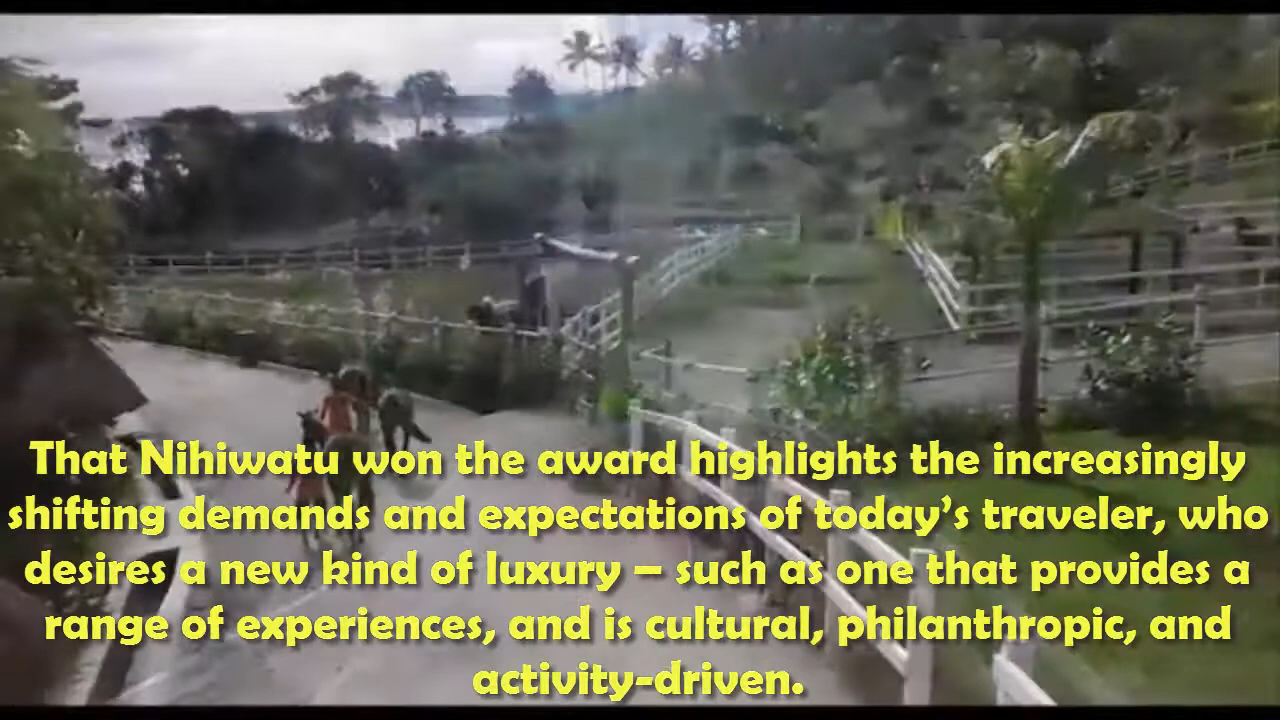 That Nihiwatu won the award highlights the increasingly
shifting demands and expectations of today’s traveler, who
desires a new kind of luxury – such as one that provides a
range of experiences, and is cultural, philanthropic, and
activity-driven.